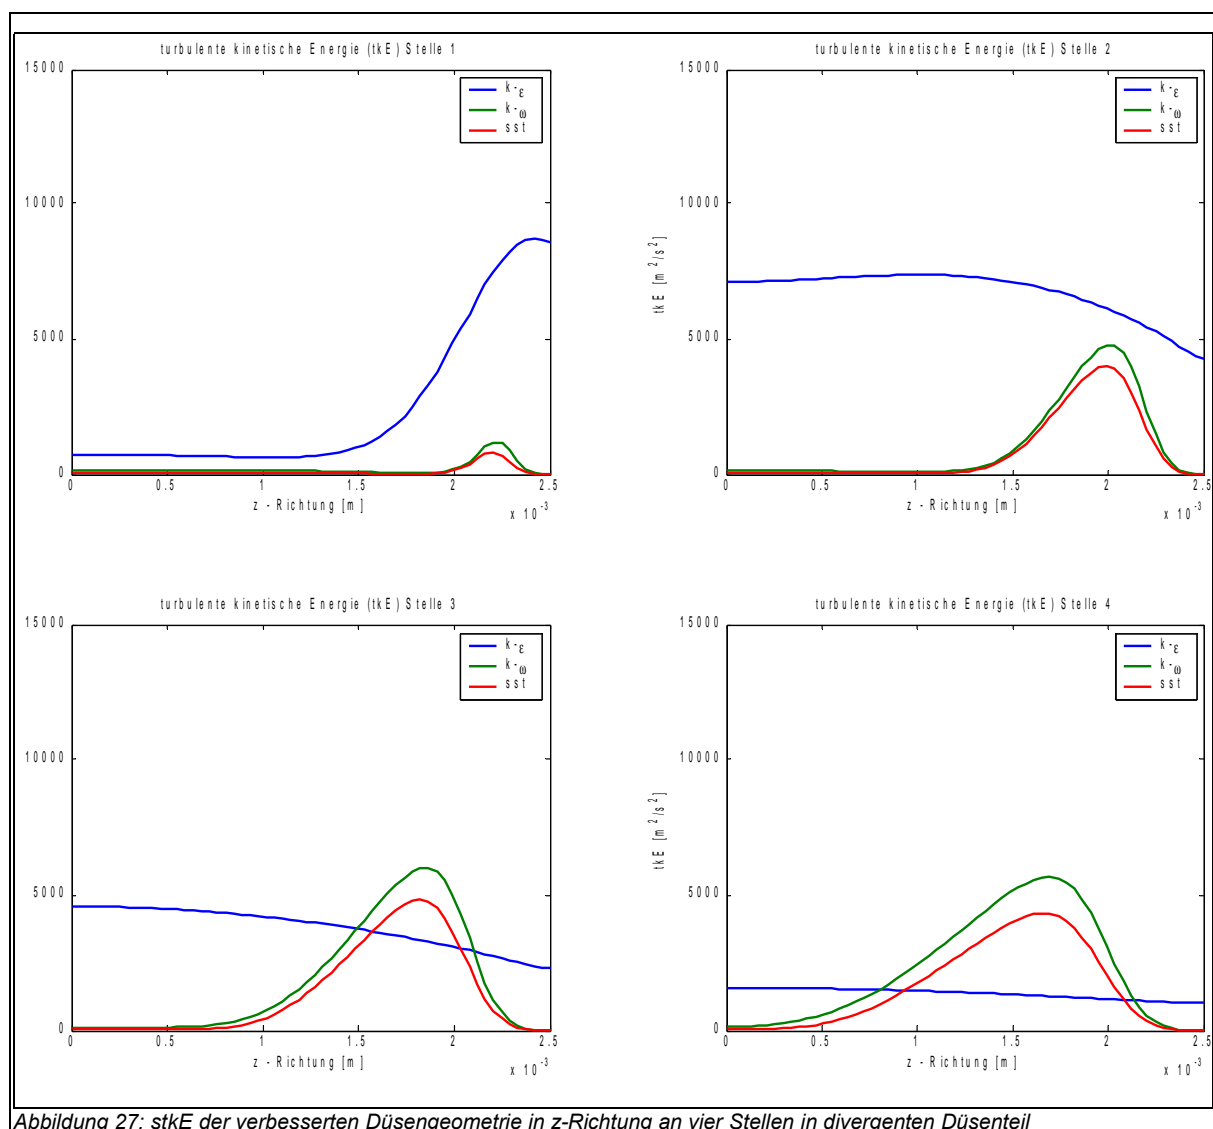 turbulente kinetische Energie (tkE) Stelle 1
15000
10000
5000
0
k-ε
k-ω
sst
0 0.5 1 1.5 2 2.5
z - Richtung [m]
x 10^-3
turbulente kinetische Energie (tkE) Stelle 2
15000
10000
5000
0
tkE [m^2/s^2]
k-ε
k-ω
sst
0 0.5 1 1.5 2 2.5
z - Richtung [m]
x 10^-3
turbulente kinetische Energie (tkE) Stelle 3
15000
10000
5000
0
k-ε
k-ω
sst
0 0.5 1 1.5 2 2.5
z - Richtung [m]
x 10^-3
turbulente kinetische Energie (tkE) Stelle 4
15000
10000
5000
0
tkE [m^2/s^2]
k-ε
k-ω
sst
0 0.5 1 1.5 2 2.5
z - Richtung [m]
x 10^-3
Abbildung 27: stkE der verbesserten Düsengeometrie in z-Richtung an vier Stellen in divergenten Düsenteil